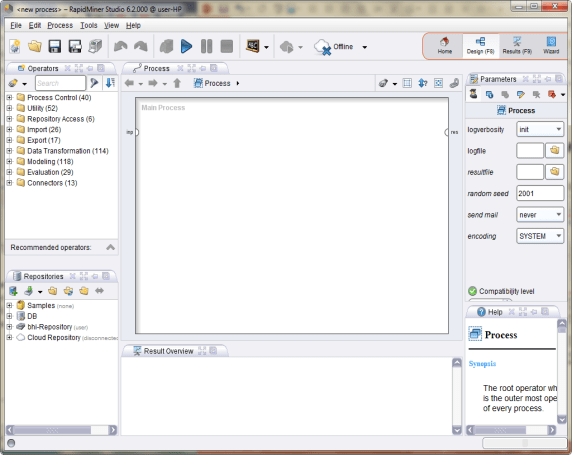 <new process> – RapidMiner Studio 6.2.000 @ user-HP
File Edit Process Tools View Help
Offline
Home
Design (F8)
Results (F9)
Wizard
Operators
Search
Process Control (40)
Utility (52)
Repository Access (6)
Import (26)
Export (17)
Data Transformation (114)
Modeling (118)
Evaluation (29)
Connectors (13)
Recommended operators:
Repositories
Samples (none)
DB
bhi-Repository (user)
Cloud Repository (disconnected
Process
Process
Main Process
inp
res
Result Overview
Parameters
Process
logverbosity init
logfile
resultfile
random seed 2001
send mail never
encoding SYSTEM
Compatibility level
Help
Process
Synopsis
The root operator wh
is the outer most ope
of every process.